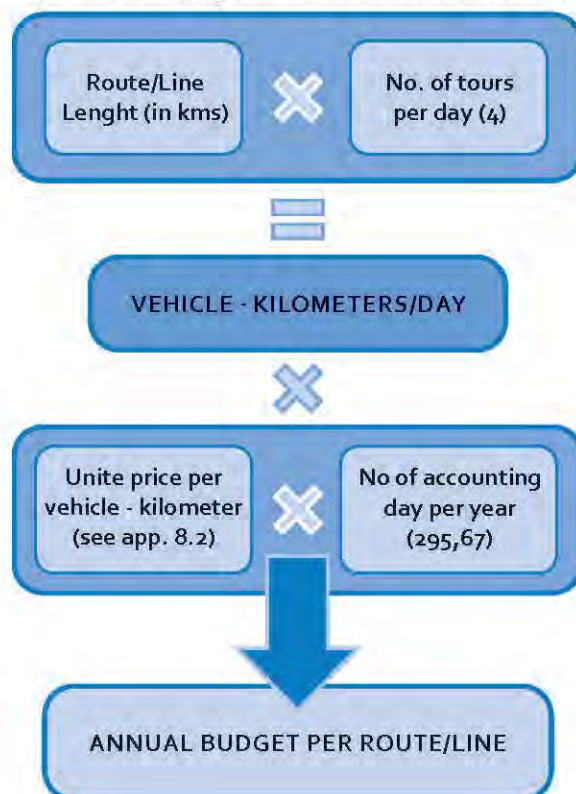 Route/Line
Lenght (in kms)
No. of tours
per day (4)
VEHICLE - KILOMETERS/DAY
Unite price per
vehicle - kilometer
(see app. 8.2)
No of accounting
day per year
(295,67)
ANNUAL BUDGET PER ROUTE/LINE